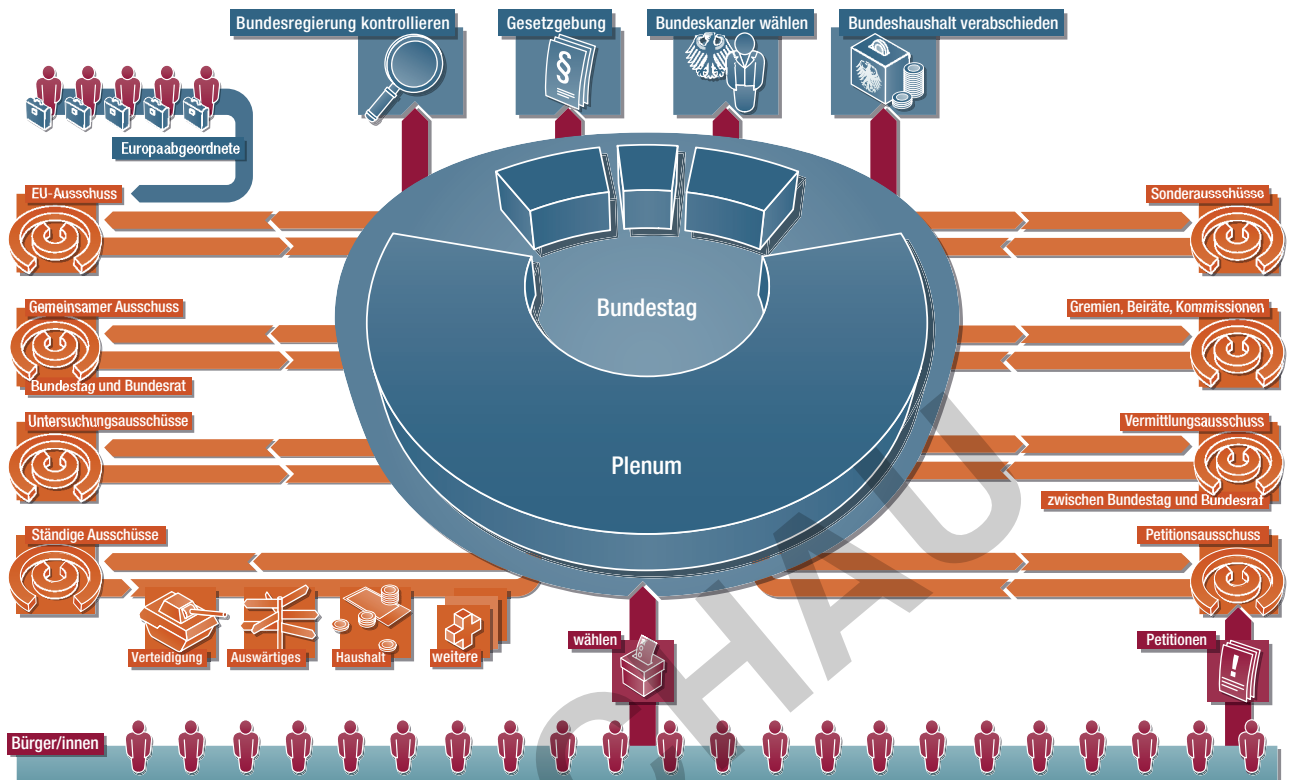 Bundesregierung kontrollieren
Gesetzgebung
Bundeskanzler wählen
Bundeshaushalt verabschieden
§
Europaabgeordnete
EU-Ausschuss
Sonderausschüsse
Gemeinsamer Ausschuss
Bundestag und Bundesrat
Gremien, Beiräte, Kommissionen
Bundestag
Untersuchungsausschüsse
Vermittlungsausschuss
zwischen Bundestag und Bundesrat
Plenum
Ständige Ausschüsse
Petitionsausschuss
Verteidigung
Auswärtiges
Haushalt
weitere
wählen
Petitionen
!
Bürger/innen
CHAU